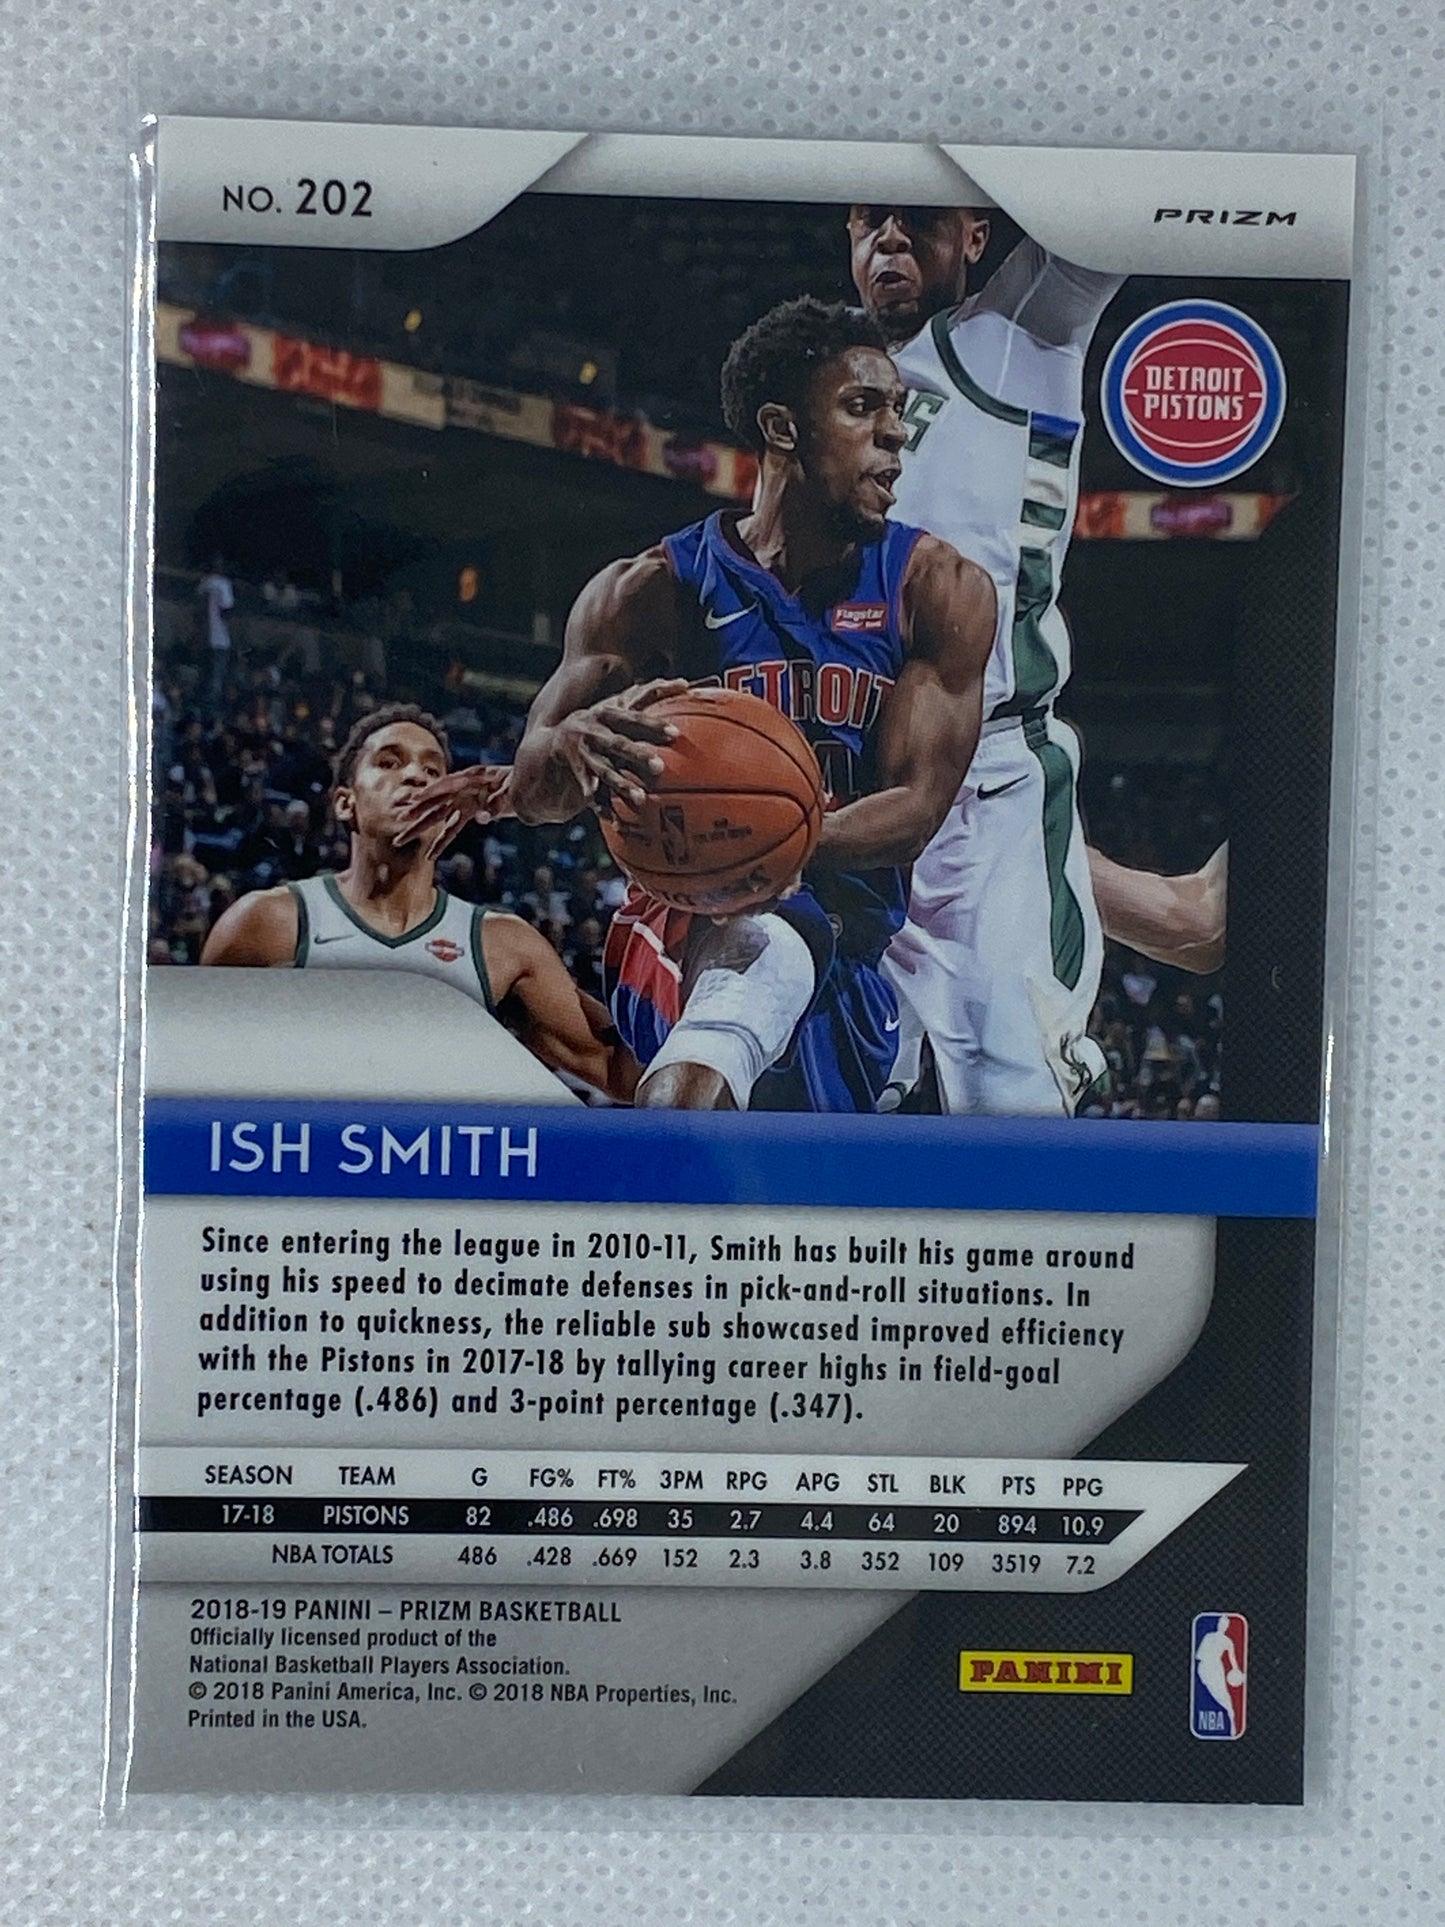 NO. 202
PRIZM
DETROIT
PISTONS
Flagstar
DETROIT
ISH SMITH
Since entering the league in 2010-11, Smith has built his game around
using his speed to decimate defenses in pick-and-roll situations. In
addition to quickness, the reliable sub showcased improved efficiency
with the Pistons in 2017-18 by tallying career highs in field-goal
percentage (.486) and 3-point percentage (.347).
SEASON TEAM G FG% FT% 3PM RPG APG STL BLK PTS PPG
17-18 PISTONS 82 .486 .698 35 2.7 4.4 64 20 894 10.9
NBA TOTALS 486 .428 .669 152 2.3 3.8 352 109 3519 7.2
2018-19 PANINI – PRIZM BASKETBALL
Officially licensed product of the
National Basketball Players Association.
© 2018 Panini America, Inc. © 2018 NBA Properties, Inc.
Printed in the USA.
PANINI
NBA